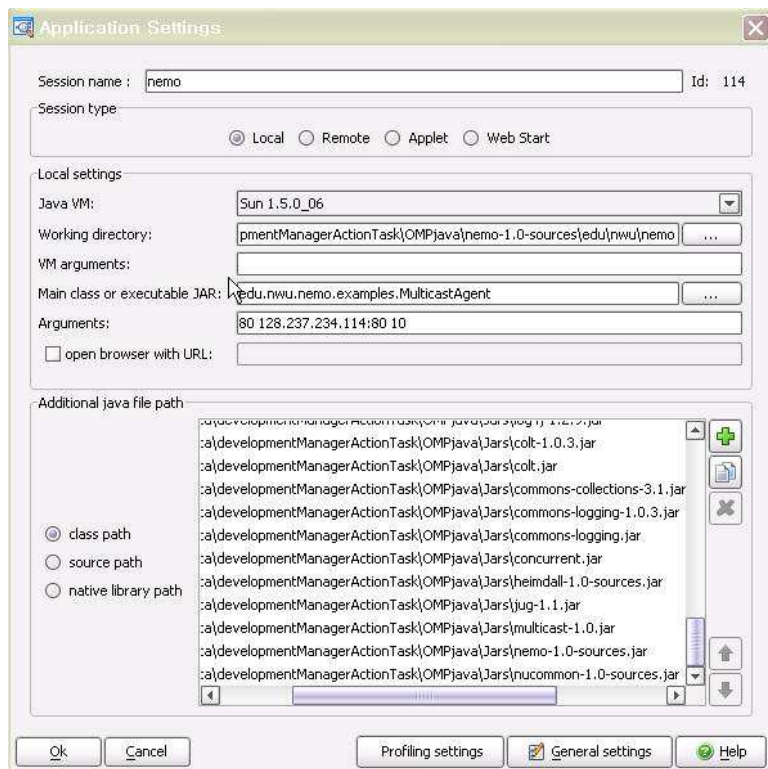 Application Settings
Session name : nemo Id: 114
Session type
Local Remote Applet Web Start
Local settings
Java VM: Sun 1.5.0_06
Working directory: pmentManagerActionTask\OMPjava\nemo-1.0-sources\edu\nwu\nemo ...
VM arguments:
Main class or executable JAR: edu.nwu.nemo.examples.MulticastAgent ...
Arguments: 80 128.237.234.114:80 10
open browser with URL:
Additional java file path
:a\developmentManagerActionTask\OMPjava\Jars\log4j-1.2.9.jar
:a\developmentManagerActionTask\OMPjava\Jars\colt-1.0.3.jar
:a\developmentManagerActionTask\OMPjava\Jars\colt.jar
:a\developmentManagerActionTask\OMPjava\Jars\commons-collections-3.1.jar
:a\developmentManagerActionTask\OMPjava\Jars\commons-logging-1.0.3.jar
:a\developmentManagerActionTask\OMPjava\Jars\commons-logging.jar
:a\developmentManagerActionTask\OMPjava\Jars\concurrent.jar
:a\developmentManagerActionTask\OMPjava\Jars\heimdall-1.0-sources.jar
:a\developmentManagerActionTask\OMPjava\Jars\jug-1.1.jar
:a\developmentManagerActionTask\OMPjava\Jars\multicast-1.0.jar
:a\developmentManagerActionTask\OMPjava\Jars\nemo-1.0-sources.jar
:a\developmentManagerActionTask\OMPjava\Jars\nucommon-1.0-sources.jar
class path
source path
native library path
Ok Cancel Profiling settings General settings Help